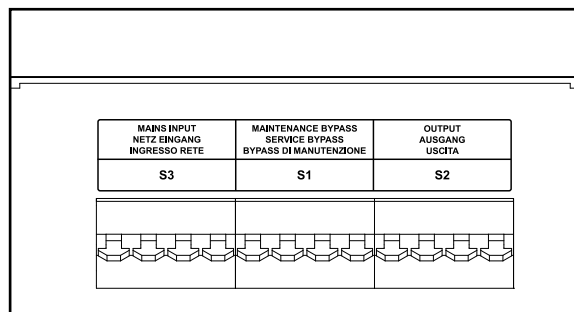 MAINS INPUT
NETZ EINGANG
INGRESSO RETE
S3
MAINTENANCE BYPASS
SERVICE BYPASS
BYPASS DI MANUTENZIONE
S1
OUTPUT
AUSGANG
USCITA
S2